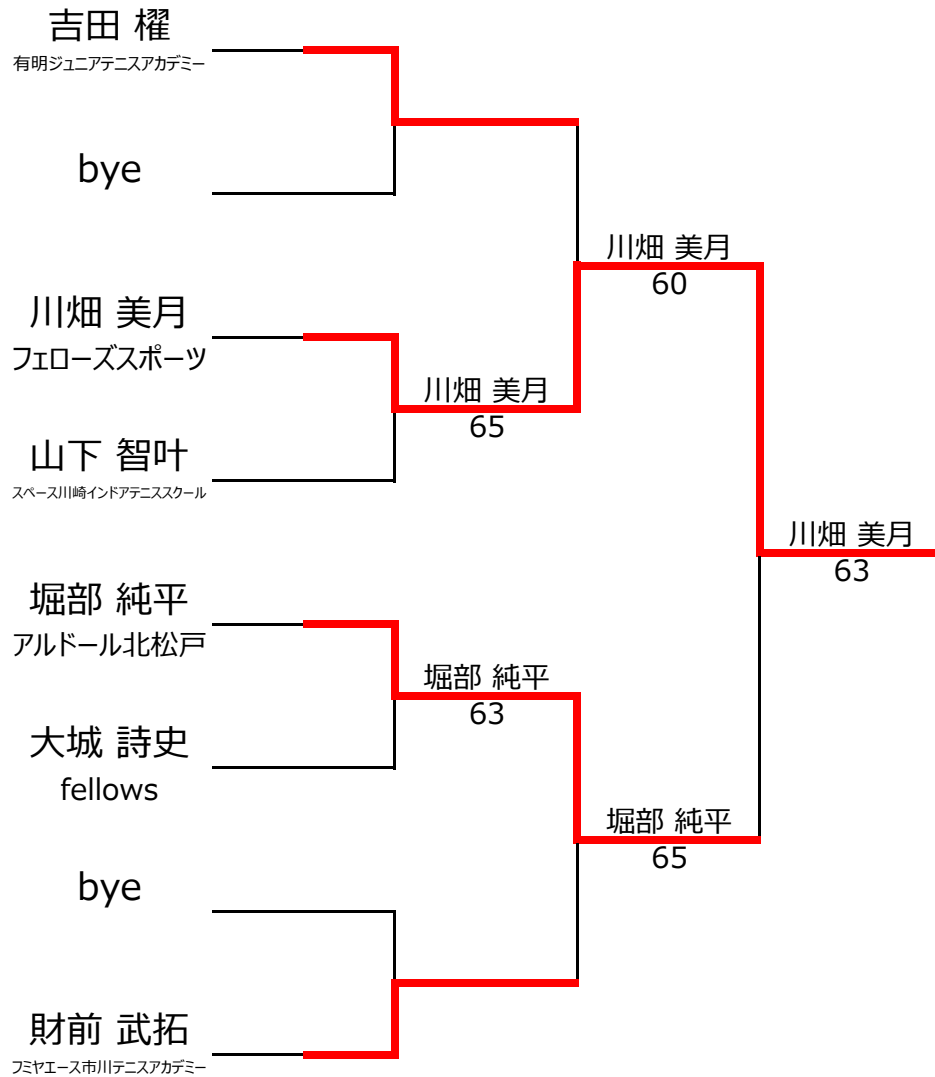 吉田 櫂
有明ジュニアテニスアカデミー
bye
川畑 美月
60
川畑 美月
フェローズスポーツ
川畑 美月
65
山下 智叶
スペース川崎インドアテニススクール
川畑 美月
63
堀部 純平
アルドール北松戸
堀部 純平
63
大城 詩史
fellows
堀部 純平
65
bye
財前 武拓
フミヤエース市川テニスアカデミー